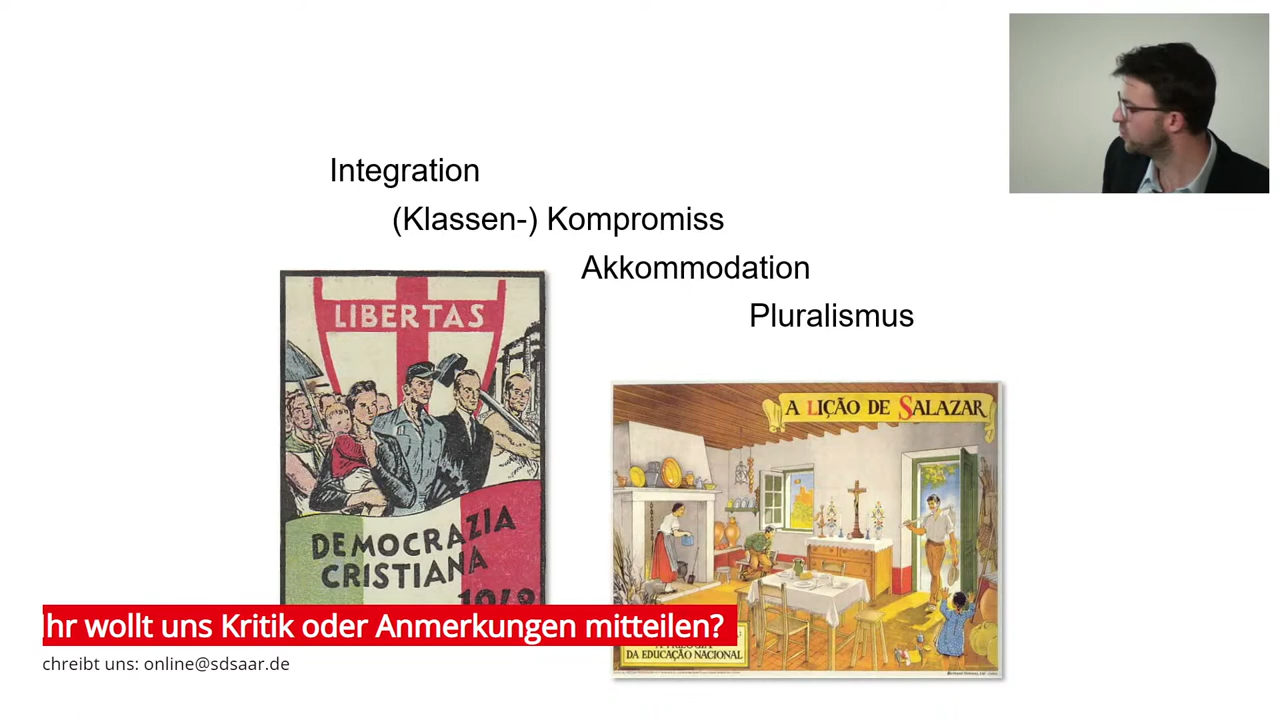 Integration
(Klassen-) Kompromiss
Akkommodation
Pluralismus
LIBERTAS
DEMOCRAZIA
CRISTIANA
A LIÇÃO DE SALAZAR
DA EDUCAÇÃO NACIONAL
Ihr wollt uns Kritik oder Anmerkungen mitteilen?
chreibt uns: online@sdsaar.de